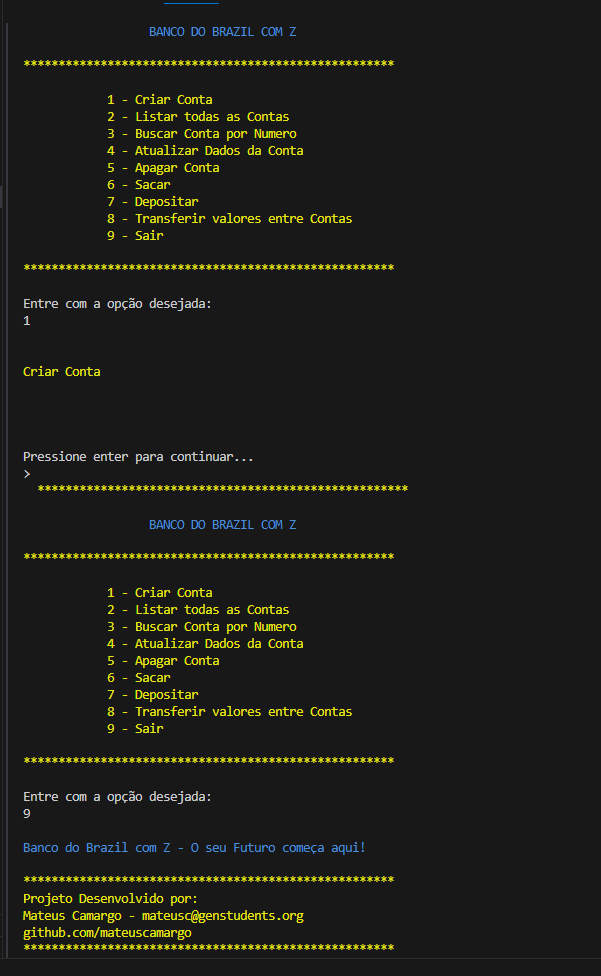 BANCO DO BRAZIL COM Z
*****************************************************
1 - Criar Conta
2 - Listar todas as Contas
3 - Buscar Conta por Numero
4 - Atualizar Dados da Conta
5 - Apagar Conta
6 - Sacar
7 - Depositar
8 - Transferir valores entre Contas
9 - Sair
*****************************************************
Entre com a opção desejada:
1
Criar Conta
Pressione enter para continuar...
>
*****************************************************
BANCO DO BRAZIL COM Z
*****************************************************
1 - Criar Conta
2 - Listar todas as Contas
3 - Buscar Conta por Numero
4 - Atualizar Dados da Conta
5 - Apagar Conta
6 - Sacar
7 - Depositar
8 - Transferir valores entre Contas
9 - Sair
*****************************************************
Entre com a opção desejada:
9
Banco do Brazil com Z - O seu Futuro começa aqui!
*****************************************************
Projeto Desenvolvido por:
Mateus Camargo - mateusc@genstudents.org
github.com/mateuscamargo
*****************************************************